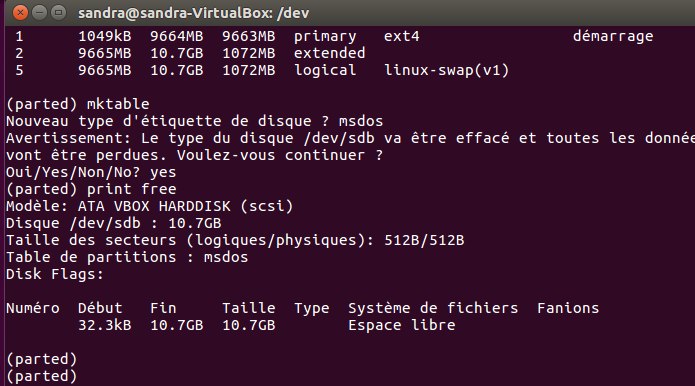 sandra@sandra-VirtualBox: /dev
1 1049kB 9664MB 9663MB primary ext4 démarrage
2 9665MB 10.7GB 1072MB extended
5 9665MB 10.7GB 1072MB logical linux-swap(v1)
(parted) mktable
Nouveau type d'étiquette de disque ? msdos
Avertissement: Le type du disque /dev/sdb va être effacé et toutes les donnée
vont être perdues. Voulez-vous continuer ?
Oui/Yes/Non/No? yes
(parted) print free
Modèle: ATA VBOX HARDDISK (scsi)
Disque /dev/sdb : 10.7GB
Taille des secteurs (logiques/physiques): 512B/512B
Table de partitions : msdos
Disk Flags:
Numéro Début Fin Taille Type Système de fichiers Fanions
32.3kB 10.7GB 10.7GB Espace libre
(parted)
(parted)